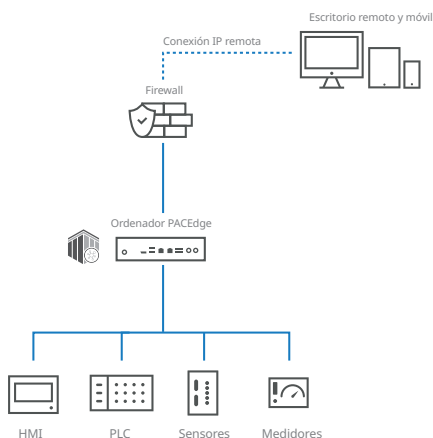 Escritorio remoto y móvil
Conexión IP remota
Firewall
Ordenador PACEdge
HMI
PLC
Sensores
Medidores